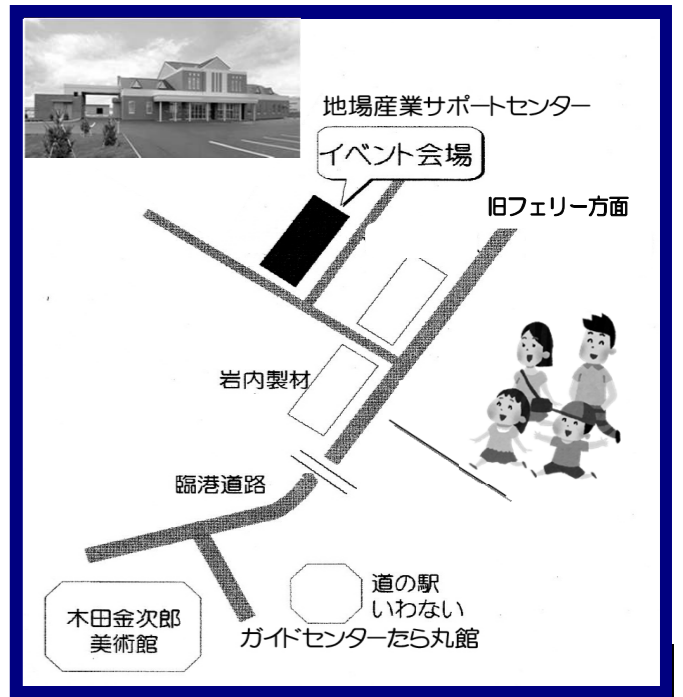 地場産業サポートセンター
イベント会場
旧フェリー方面
岩内製材
臨港道路
道の駅
いわない
ガイドセンターたら丸館
木田金次郎
美術館